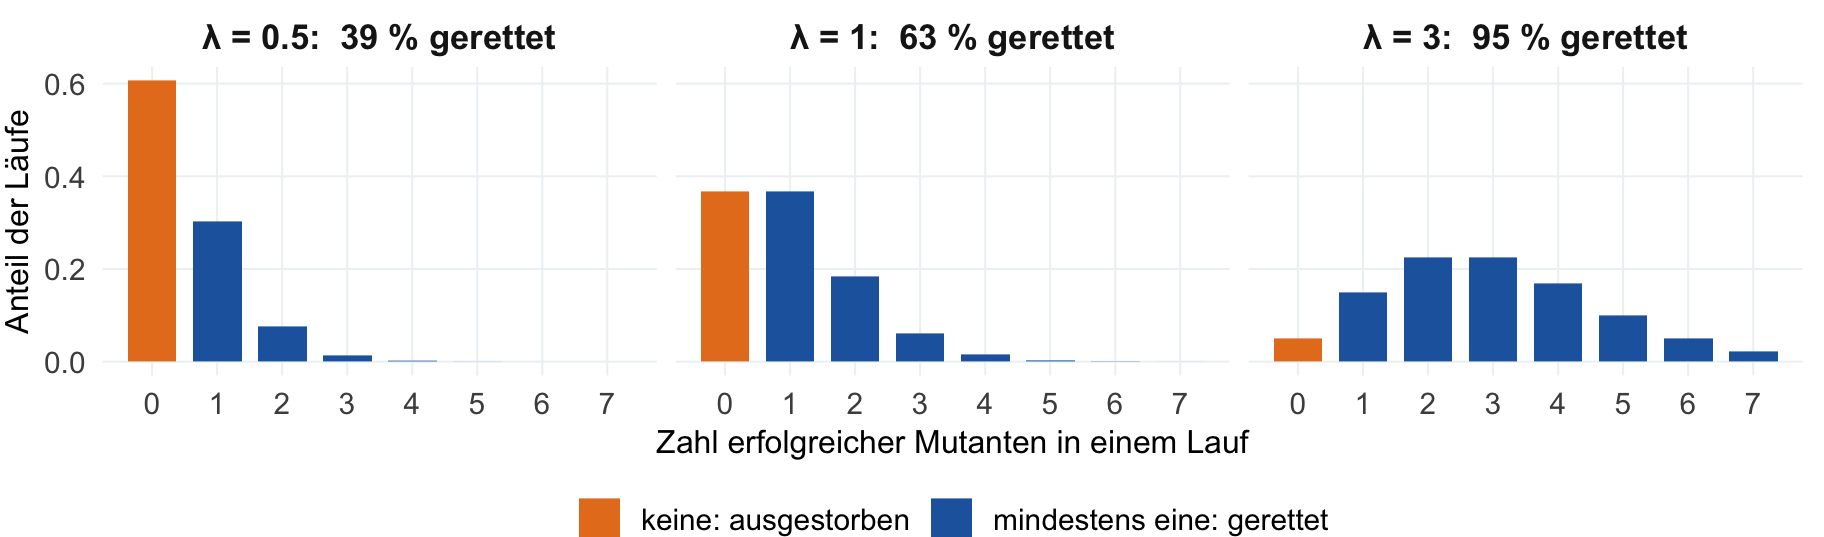 λ = 0.5:  39 % gerettet
λ = 1:  63 % gerettet
λ = 3:  95 % gerettet
Anteil der Läufe
0.6
0.4
0.2
0.0
0 1 2 3 4 5 6 7
0 1 2 3 4 5 6 7
0 1 2 3 4 5 6 7
Zahl erfolgreicher Mutanten in einem Lauf
keine: ausgestorben
mindestens eine: gerettet